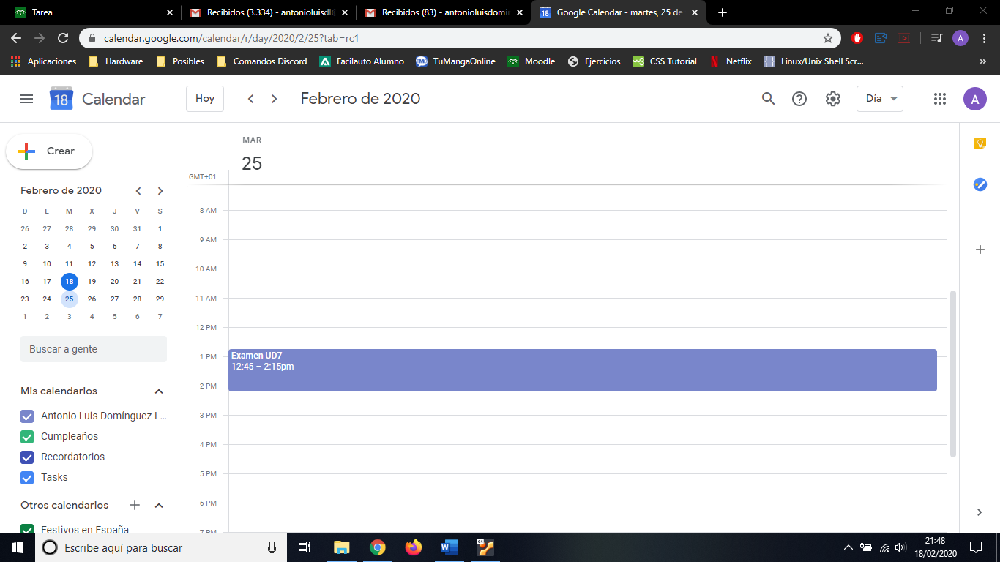 Tarea
Recibidos (3.334) - antonioluisdl
Recibidos (83) - antonioluisdomin
18 Google Calendar - martes, 25 de
calendar.google.com/calendar/r/day/2020/2/25?tab=rc1
A
Aplicaciones Hardware Posibles Comandos Discord Facilauto Alumno TuMangaOnline Moodle Ejercicios CSS Tutorial Netflix Linux/Unix Shell Scr... »
18 Calendar Hoy Febrero de 2020 Día A
Crear
MAR
25
GMT+01
Febrero de 2020
D L M X J V S
26 27 28 29 30 31 1
2 3 4 5 6 7 8
9 10 11 12 13 14 15
16 17 18 19 20 21 22
23 24 25 26 27 28 29
1 2 3 4 5 6 7
Buscar a gente
Mis calendarios
Antonio Luis Domínguez L...
Cumpleaños
Recordatorios
Tasks
Otros calendarios
Festivos en España
8 AM
9 AM
10 AM
11 AM
12 PM
1 PM
2 PM
3 PM
4 PM
5 PM
6 PM
7 PM
Examen UD7
12:45 – 2:15pm
Escribe aquí para buscar
21:48
18/02/2020